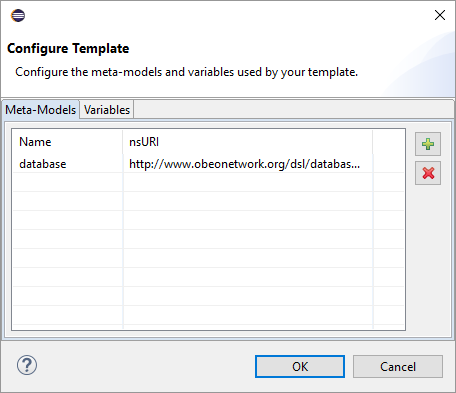 Configure Template
Configure the meta-models and variables used by your template.
Meta-Models Variables
Name nsURI
database http://www.obeonetwork.org/dsl/databas...
? OK Cancel